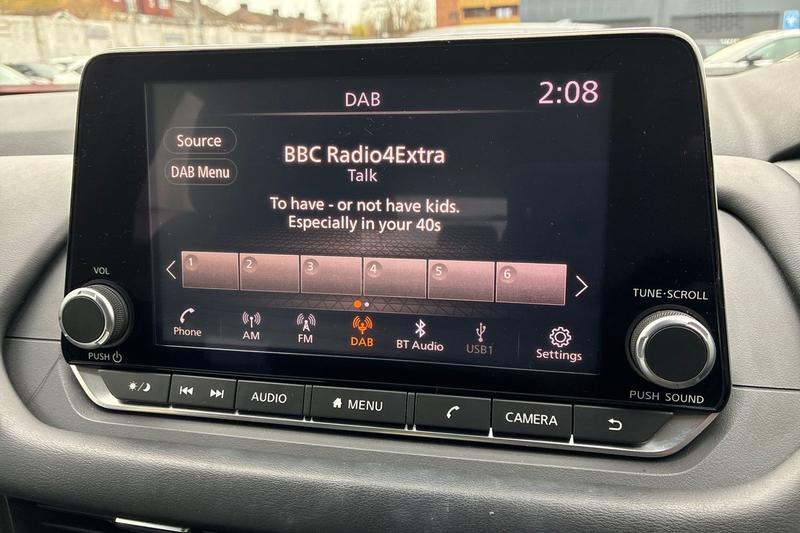 DAB
2:08
Source
BBC Radio4Extra
DAB Menu
Talk
To have - or not have kids.
Especially in your 40s
1 2 3 4 5 6
Phone AM FM DAB BT Audio USB1 Settings
VOL
PUSH
TUNE·SCROLL
PUSH SOUND
AUDIO
MENU
CAMERA